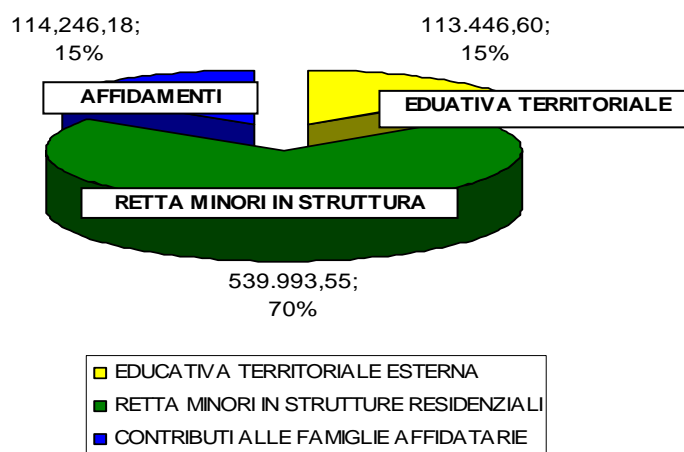 114,246,18;
15%
113.446,60;
15%
AFFIDAMENTI
EDUATIVA TERRITORIALE
RETTA MINORI IN STRUTTURA
539.993,55;
70%
EDUCATIVA TERRITORIALE ESTERNA
RETTA MINORI IN STRUTTURE RESIDENZIALI
CONTRIBUTI ALLE FAMIGLIE AFFIDATARIE